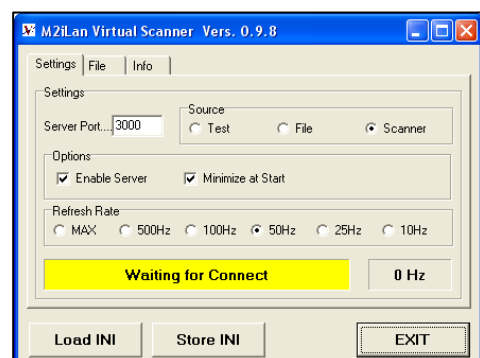 M2iLan Virtual Scanner Vers. 0.9.8
Settings File Info
Settings
Server Port.... 3000
Source
Test File Scanner
Options
Enable Server Minimize at Start
Refresh Rate
MAX 500Hz 100Hz 50Hz 25Hz 10Hz
Waiting for Connect 0 Hz
Load INI Store INI EXIT